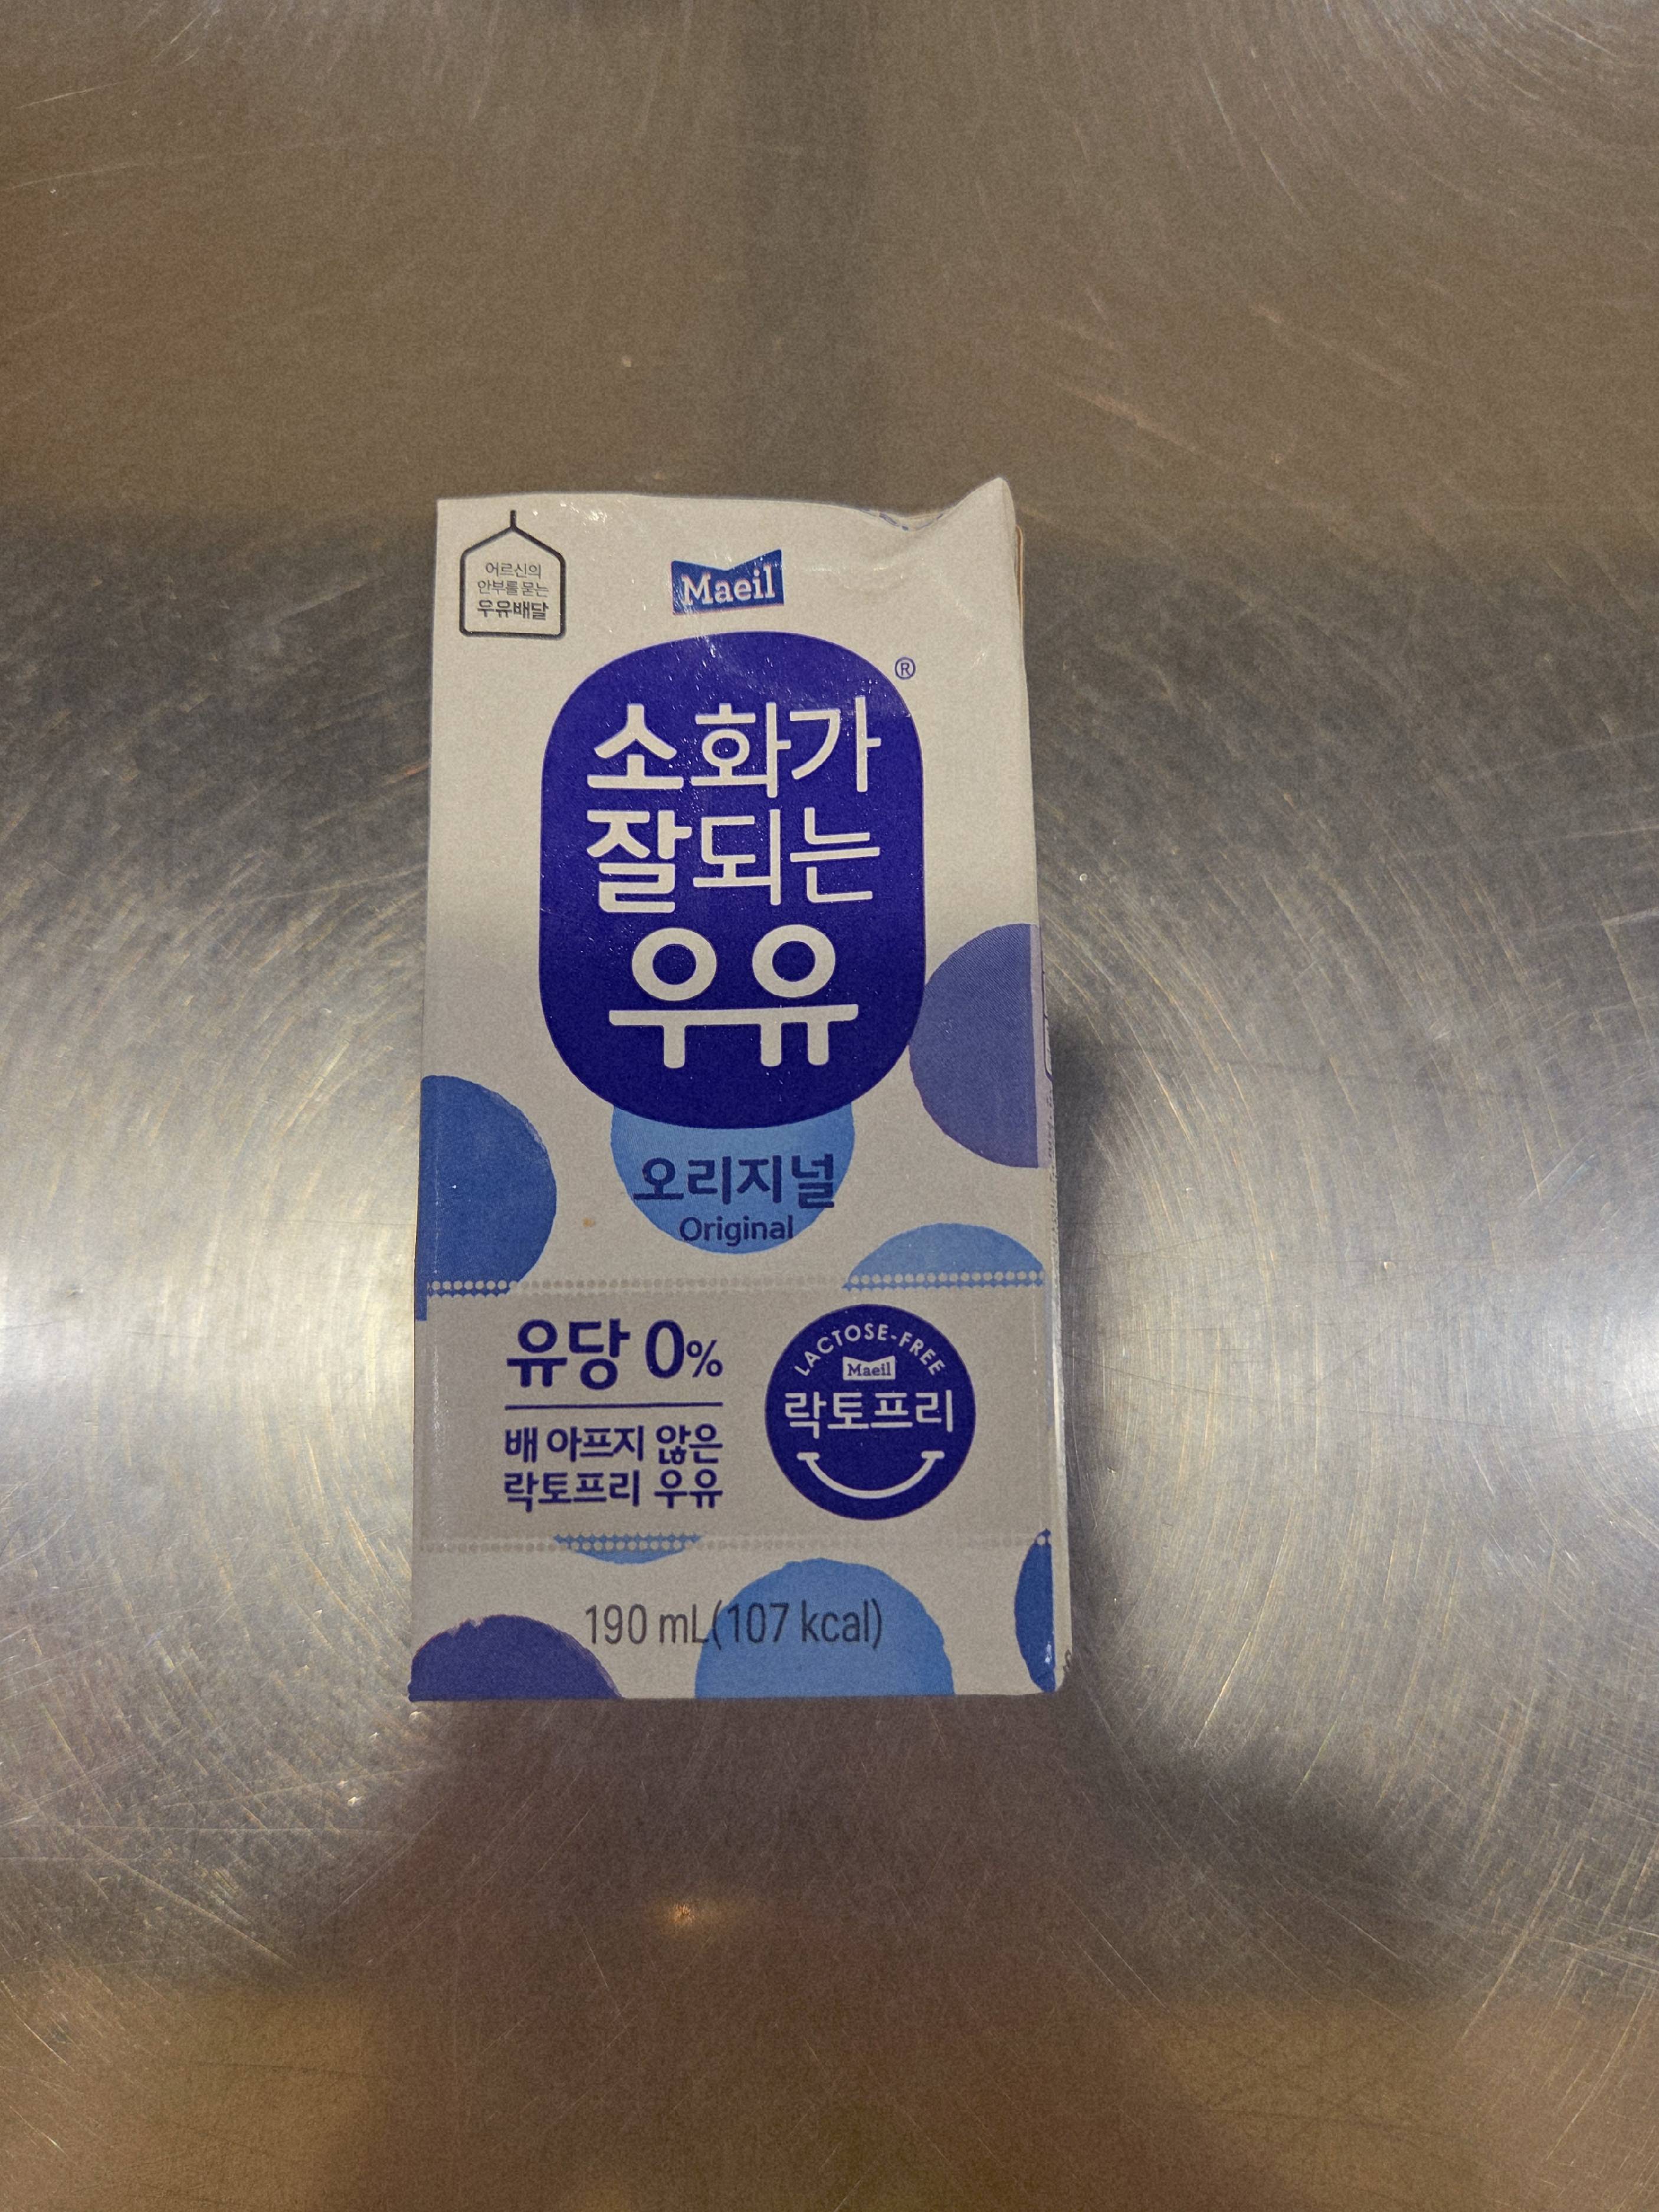 어르신의
안부를 묻는
우유배달
Maeil
®
소화가
잘되는
우유
오리지널
Original
유당 0%
배 아프지 않은
락토프리 우유
LACTOSE-FREE
Maeil
락토프리
190 mL(107 kcal)